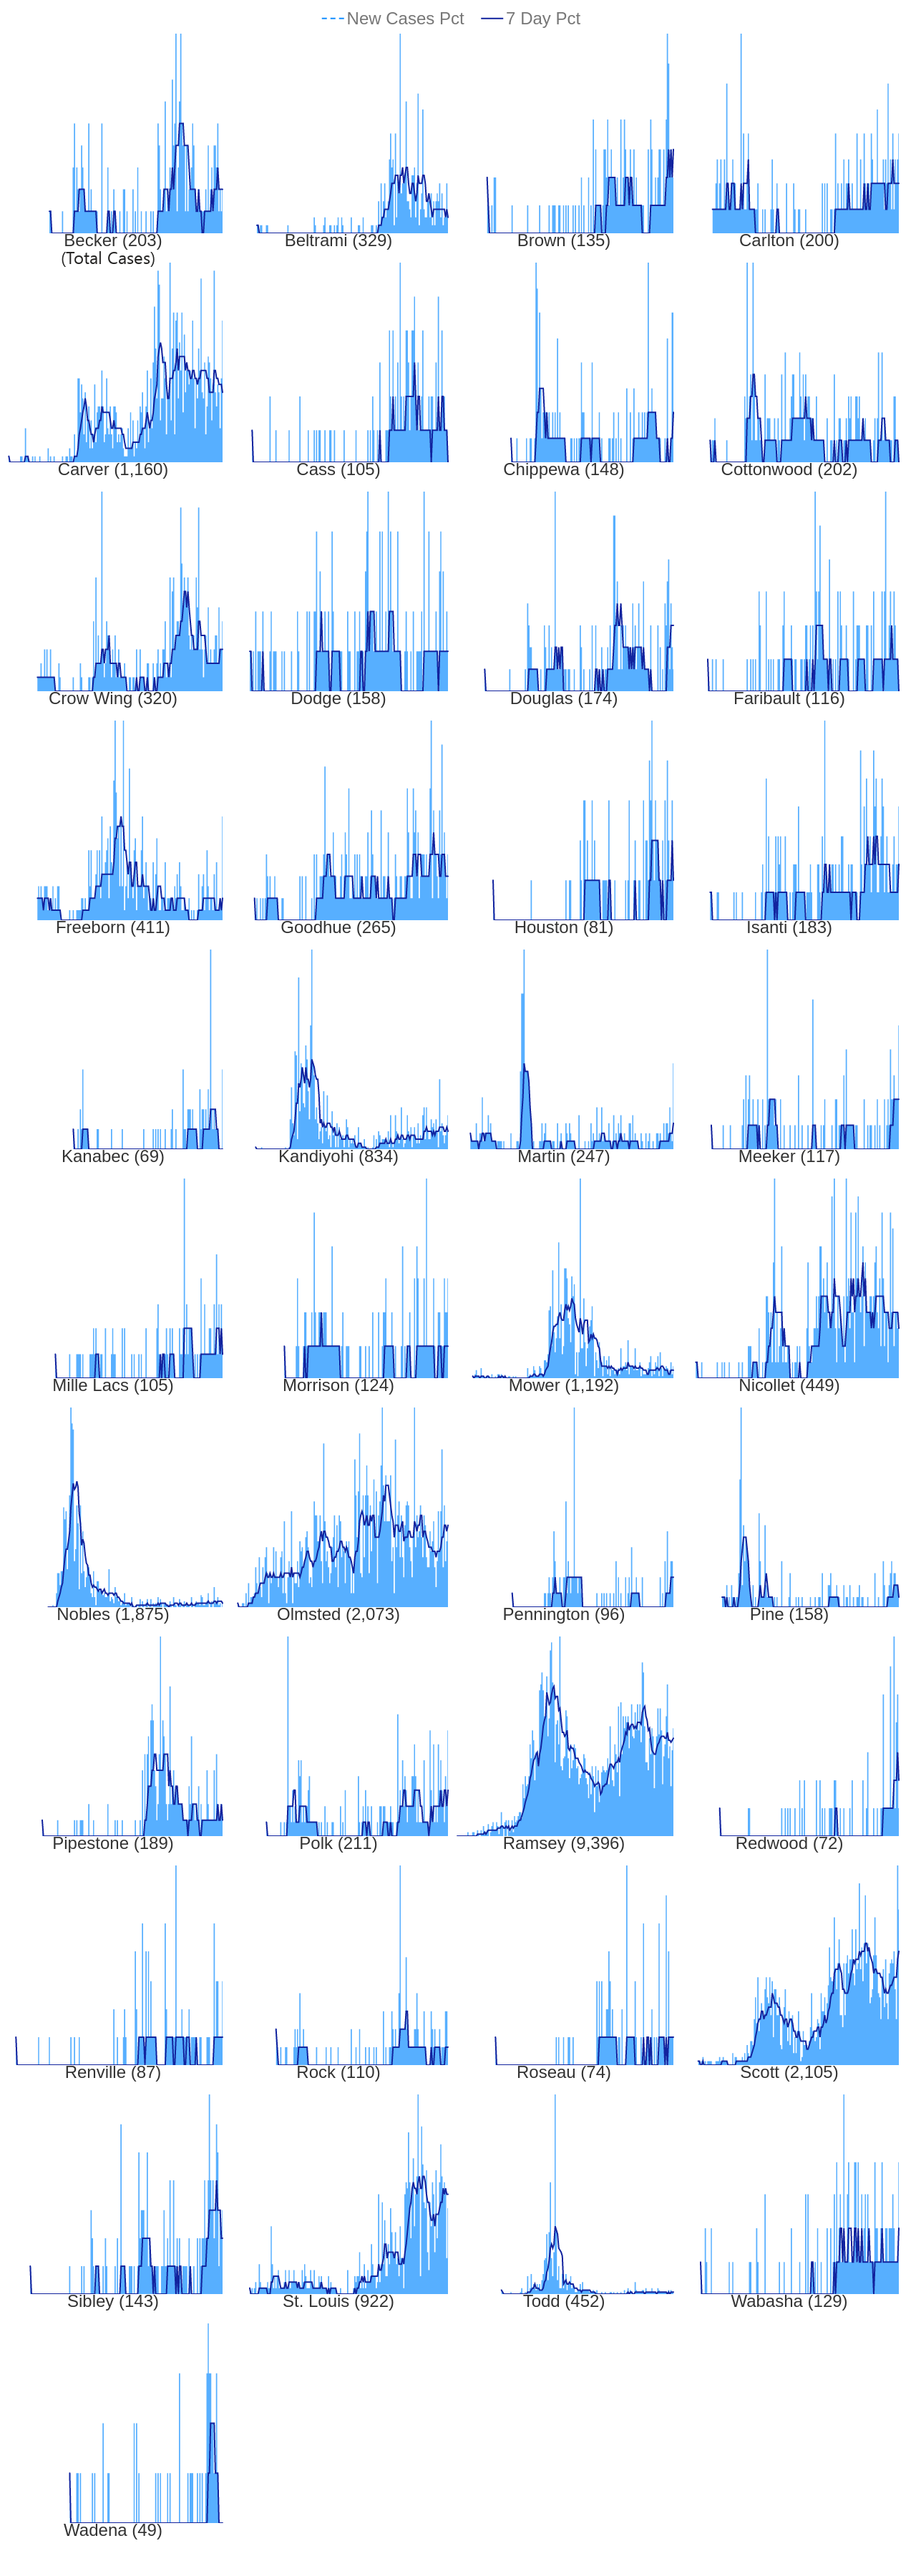 New Cases Pct 7 Day Pct
Becker (203) Beltrami (329) Brown (135) Carlton (200)
(Total Cases)
Carver (1,160) Cass (105) Chippewa (148) Cottonwood (202)
Crow Wing (320) Dodge (158) Douglas (174) Faribault (116)
Freeborn (411) Goodhue (265) Houston (81) Isanti (183)
Kanabec (69) Kandiyohi (834) Martin (247) Meeker (117)
Mille Lacs (105) Morrison (124) Mower (1,192) Nicollet (449)
Nobles (1,875) Olmsted (2,073) Pennington (96) Pine (158)
Pipestone (189) Polk (211) Ramsey (9,396) Redwood (72)
Renville (87) Rock (110) Roseau (74) Scott (2,105)
Sibley (143) St. Louis (922) Todd (452) Wabasha (129)
Wadena (49)